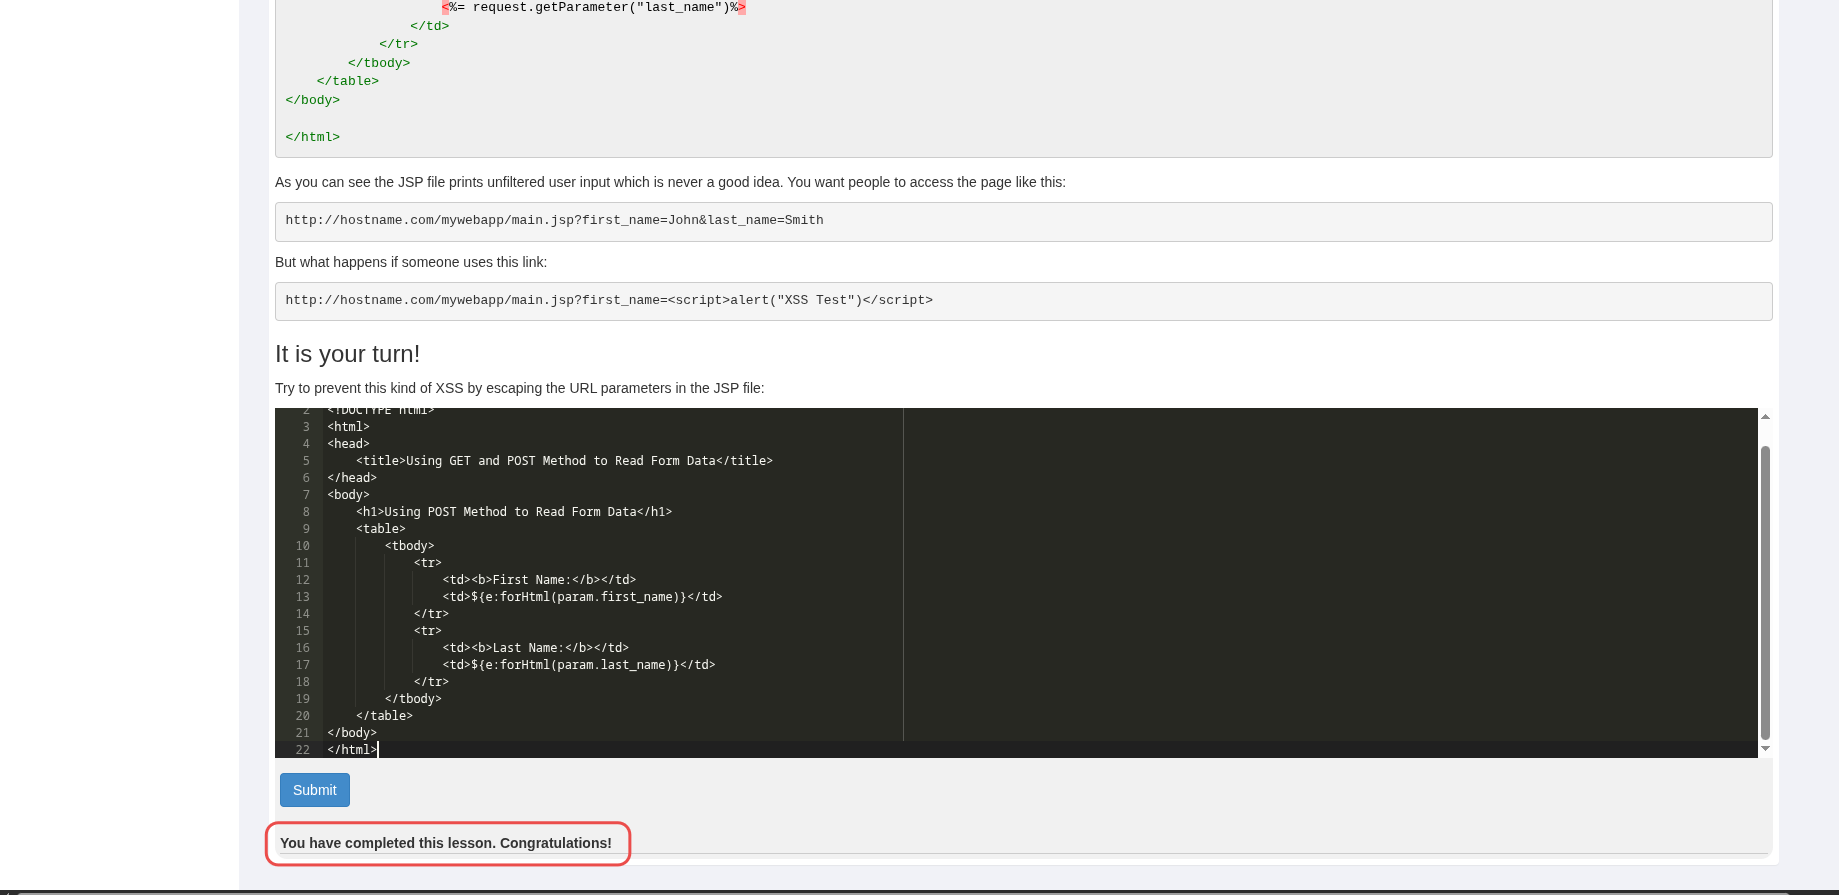 <%= request.getParameter("last_name")%>
</td>
</tr>
</tbody>
</table>
</body>
</html>
As you can see the JSP file prints unfiltered user input which is never a good idea. You want people to access the page like this:
http://hostname.com/mywebapp/main.jsp?first_name=John&last_name=Smith
But what happens if someone uses this link:
http://hostname.com/mywebapp/main.jsp?first_name=<script>alert("XSS Test")</script>
It is your turn!
Try to prevent this kind of XSS by escaping the URL parameters in the JSP file:
2 <!DOCTYPE html>
3 <html>
4 <head>
5 <title>Using GET and POST Method to Read Form Data</title>
6 </head>
7 <body>
8 <h1>Using POST Method to Read Form Data</h1>
9 <table>
10 <tbody>
11 <tr>
12 <td><b>First Name:</b></td>
13 <td>${e:forHtml(param.first_name)}</td>
14 </tr>
15 <tr>
16 <td><b>Last Name:</b></td>
17 <td>${e:forHtml(param.last_name)}</td>
18 </tr>
19 </tbody>
20 </table>
21 </body>
22 </html>
Submit
You have completed this lesson. Congratulations!